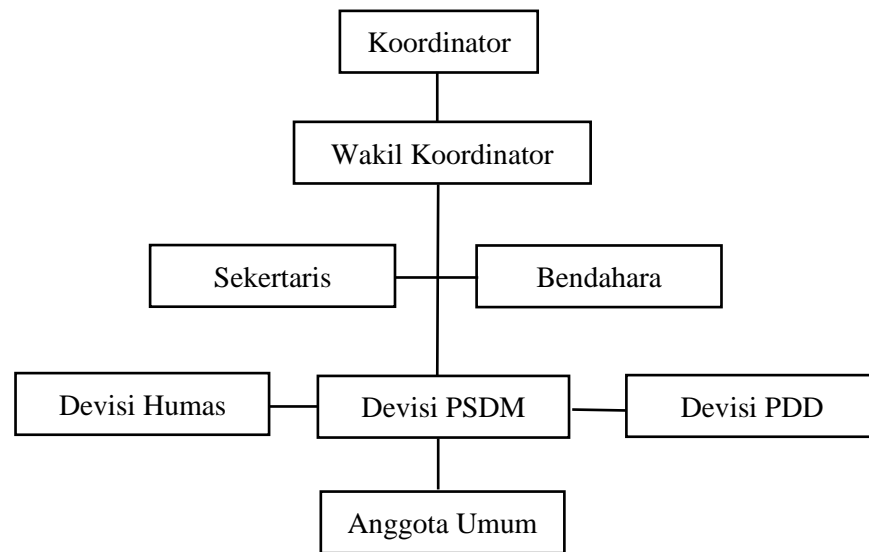 Koordinator
Wakil Koordinator
Sekertaris
Bendahara
Devisi Humas
Devisi PSDM
Devisi PDD
Anggota Umum